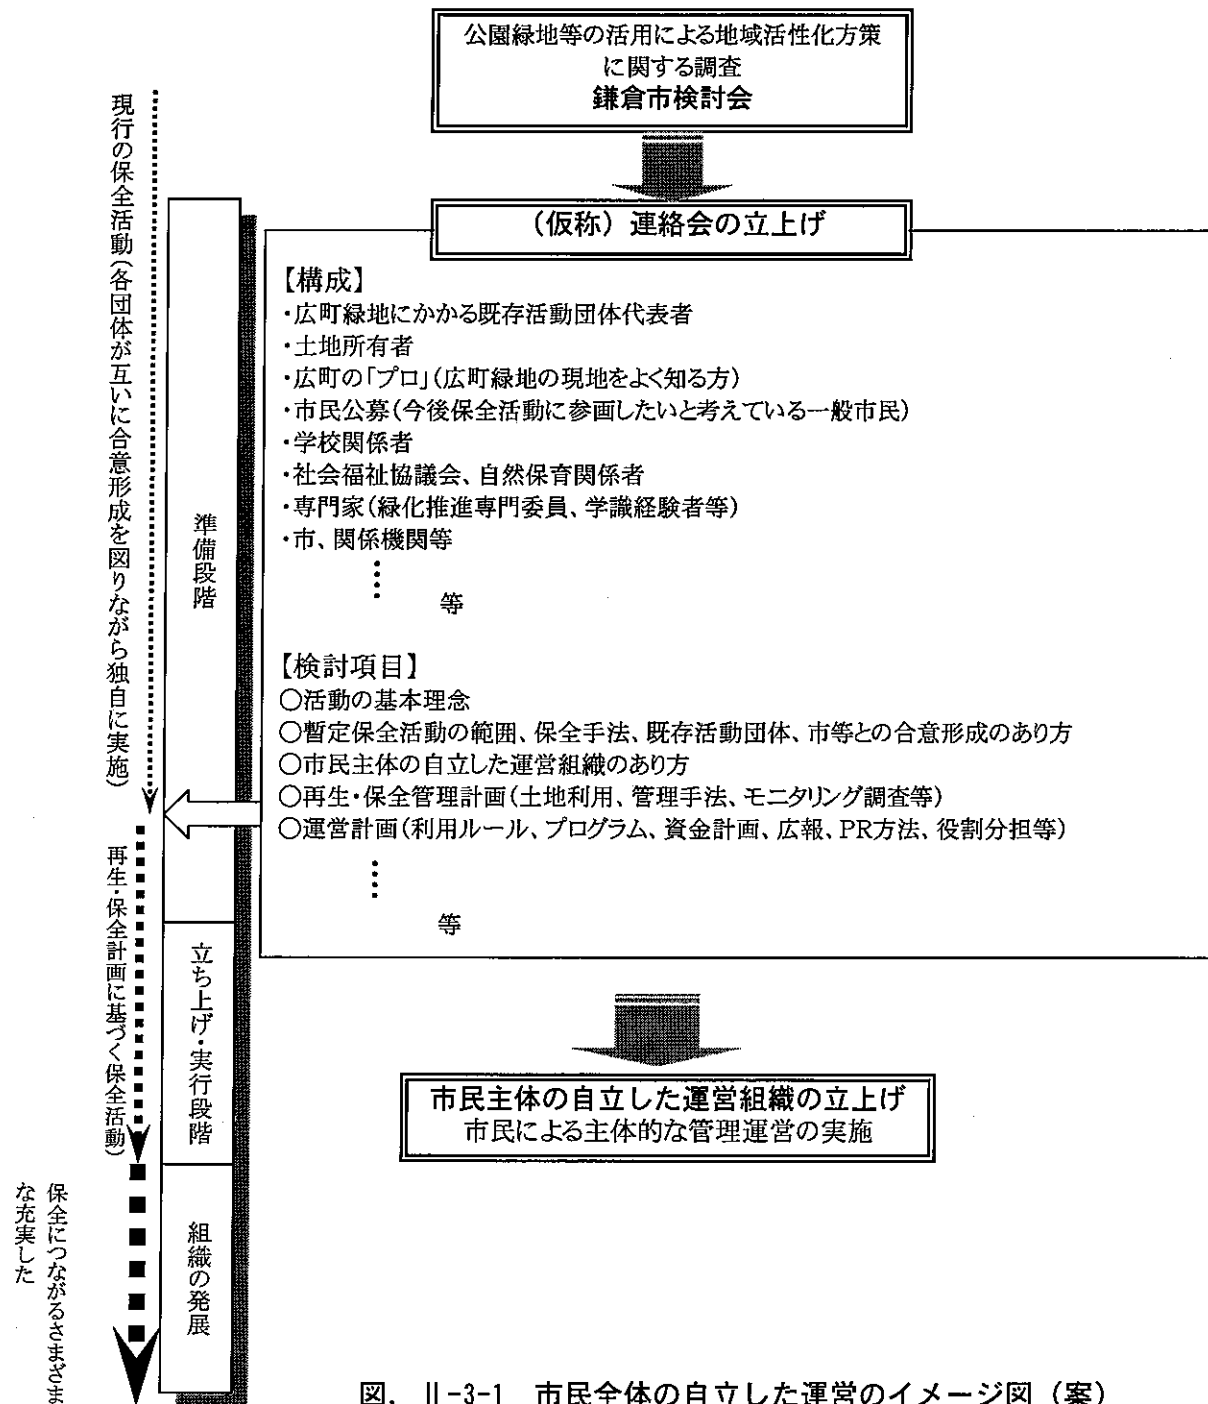 公園緑地等の活用による地域活性化方策
に関する調査
鎌倉市検討会
(仮称)連絡会の立上げ
【構成】
・広町緑地にかかる既存活動団体代表者
・土地所有者
・広町の「プロ」(広町緑地の現地をよく知る方)
・市民公募(今後保全活動に参画したいと考えている一般市民)
・学校関係者
・社会福祉協議会、自然保育関係者
・専門家(緑化推進専門委員、学識経験者等)
・市、関係機関等
等
【検討項目】
○活動の基本理念
○暫定保全活動の範囲、保全手法、既存活動団体、市等との合意形成のあり方
○市民主体の自立した運営組織のあり方
○再生・保全管理計画(土地利用、管理手法、モニタリング調査等)
○運営計画(利用ルール、プログラム、資金計画、広報、PR方法、役割分担等)
等
市民主体の自立した運営組織の立上げ
市民による主体的な管理運営の実施
準備段階
立ち上げ・実行段階
組織の発展
現行の保全活動(各団体が互いに合意形成を図りながら独自に実施)
再生・保全計画に基づく保全活動)
保全につながるさまざま
な充実した
図．Ⅱ-3-1 市民全体の自立した運営のイメージ図(案)